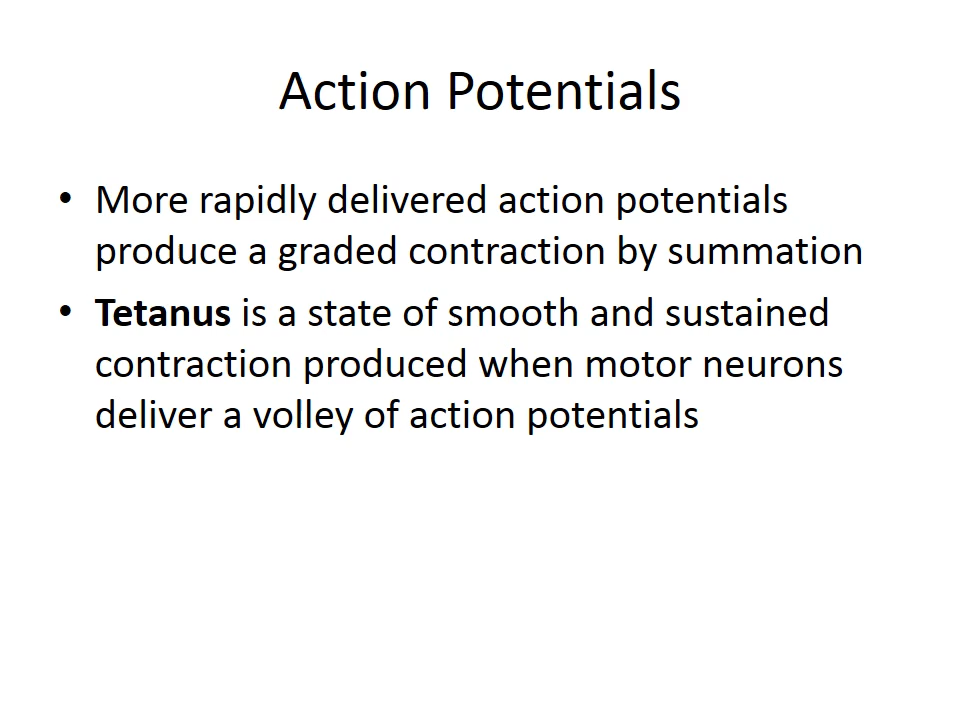 Action Potentials
• More rapidly delivered action potentials
produce a graded contraction by summation
• Tetanus is a state of smooth and sustained
contraction produced when motor neurons
deliver a volley of action potentials